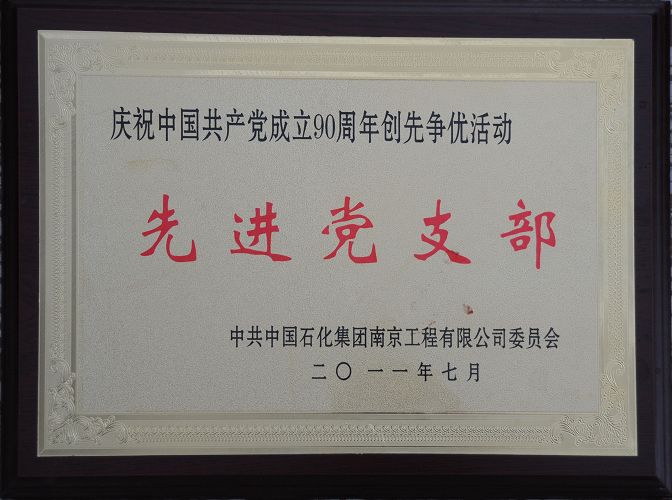 庆祝中国共产党成立90周年创先争优活动
先进党支部
中共中国石化集团南京工程有限公司委员会
二〇一一年七月